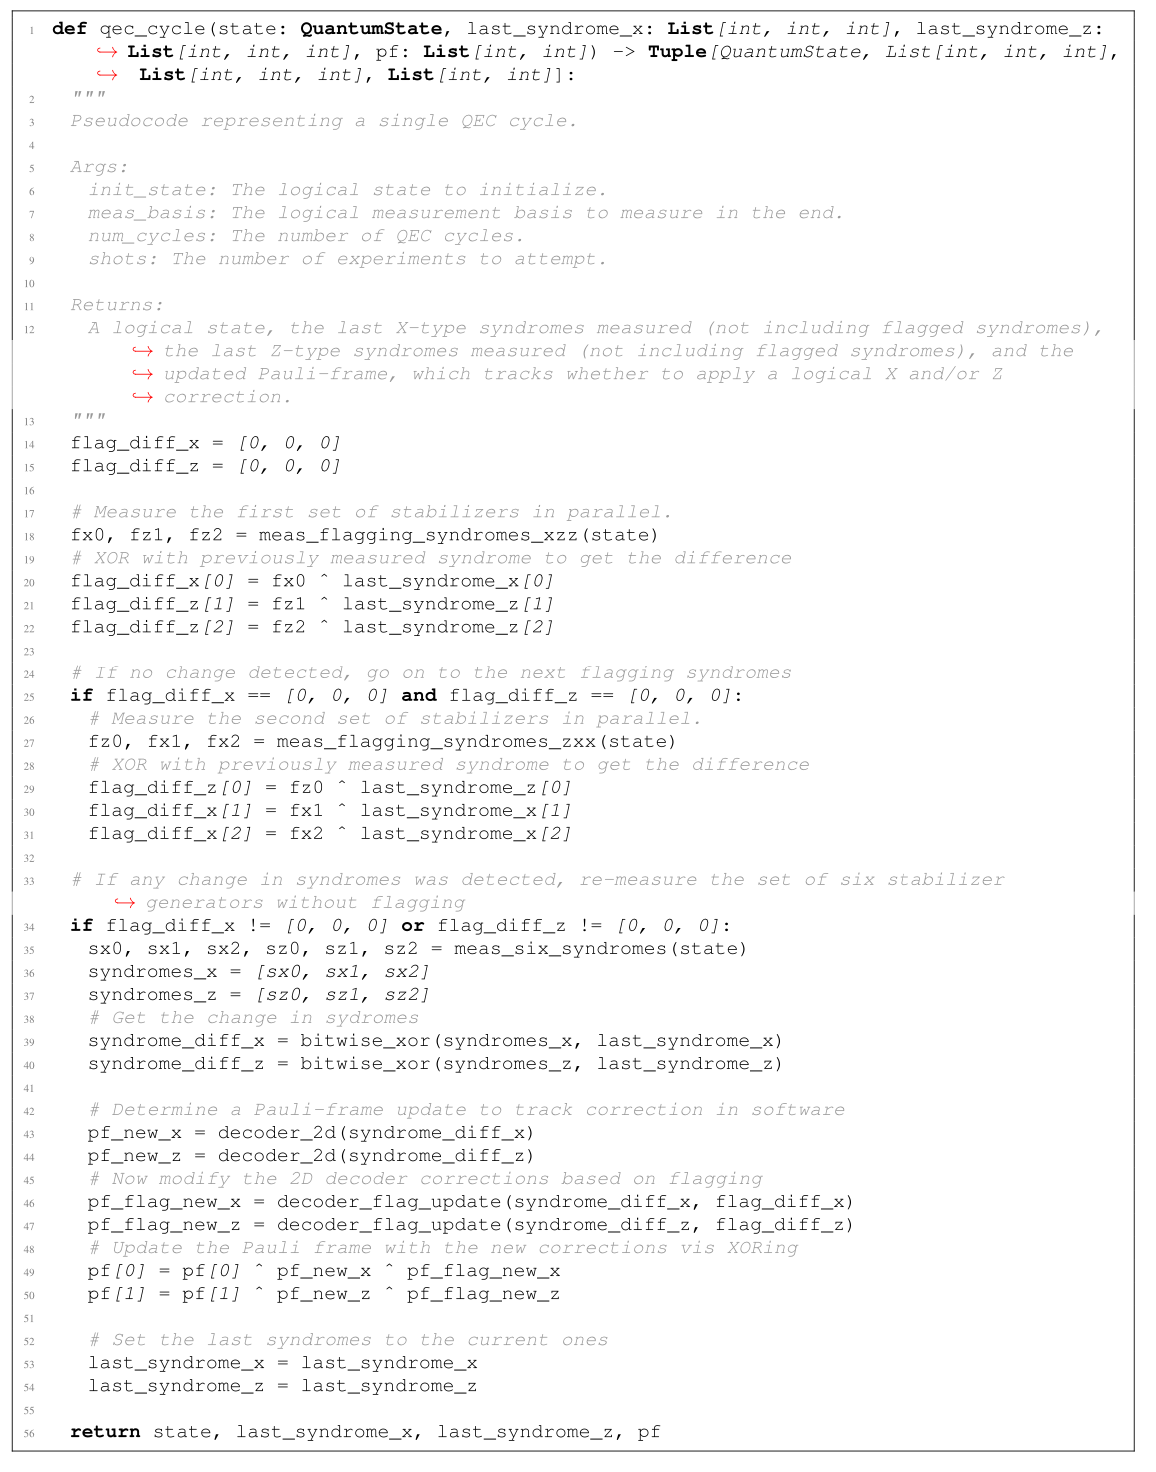 1 def qec_cycle(state: QuantumState, last_syndrome_x: List[int, int, int], last_syndrome_z:
↪ List[int, int, int], pf: List[int, int]) -> Tuple[QuantumState, List[int, int, int],
↪ List[int, int, int], List[int, int]]:
2 """
3 Pseudocode representing a single QEC cycle.
4
5 Args:
6 init_state: The logical state to initialize.
7 meas_basis: The logical measurement basis to measure in the end.
8 num_cycles: The number of QEC cycles.
9 shots: The number of experiments to attempt.
10
11 Returns:
12 A logical state, the last X-type syndromes measured (not including flagged syndromes),
↪ the last Z-type syndromes measured (not including flagged syndromes), and the
↪ updated Pauli-frame, which tracks whether to apply a logical X and/or Z
↪ correction.
13 """
14 flag_diff_x = [0, 0, 0]
15 flag_diff_z = [0, 0, 0]
16
17 # Measure the first set of stabilizers in parallel.
18 fx0, fz1, fz2 = meas_flagging_syndromes_xzz(state)
19 # XOR with previously measured syndrome to get the difference
20 flag_diff_x[0] = fx0 ^ last_syndrome_x[0]
21 flag_diff_z[1] = fz1 ^ last_syndrome_z[1]
22 flag_diff_z[2] = fz2 ^ last_syndrome_z[2]
23
24 # If no change detected, go on to the next flagging syndromes
25 if flag_diff_x == [0, 0, 0] and flag_diff_z == [0, 0, 0]:
26 # Measure the second set of stabilizers in parallel.
27 fz0, fx1, fx2 = meas_flagging_syndromes_zxx(state)
28 # XOR with previously measured syndrome to get the difference
29 flag_diff_z[0] = fz0 ^ last_syndrome_z[0]
30 flag_diff_x[1] = fx1 ^ last_syndrome_x[1]
31 flag_diff_x[2] = fx2 ^ last_syndrome_x[2]
32
33 # If any change in syndromes was detected, re-measure the set of six stabilizer
↪ generators without flagging
34 if flag_diff_x != [0, 0, 0] or flag_diff_z != [0, 0, 0]:
35 sx0, sx1, sx2, sz0, sz1, sz2 = meas_six_syndromes(state)
36 syndromes_x = [sx0, sx1, sx2]
37 syndromes_z = [sz0, sz1, sz2]
38 # Get the change in sydromes
39 syndrome_diff_x = bitwise_xor(syndromes_x, last_syndrome_x)
40 syndrome_diff_z = bitwise_xor(syndromes_z, last_syndrome_z)
41
42 # Determine a Pauli-frame update to track correction in software
43 pf_new_x = decoder_2d(syndrome_diff_x)
44 pf_new_z = decoder_2d(syndrome_diff_z)
45 # Now modify the 2D decoder corrections based on flagging
46 pf_flag_new_x = decoder_flag_update(syndrome_diff_x, flag_diff_x)
47 pf_flag_new_z = decoder_flag_update(syndrome_diff_z, flag_diff_z)
48 # Update the Pauli frame with the new corrections vis XORing
49 pf[0] = pf[0] ^ pf_new_x ^ pf_flag_new_x
50 pf[1] = pf[1] ^ pf_new_z ^ pf_flag_new_z
51
52 # Set the last syndromes to the current ones
53 last_syndrome_x = last_syndrome_x
54 last_syndrome_z = last_syndrome_z
55
56 return state, last_syndrome_x, last_syndrome_z, pf